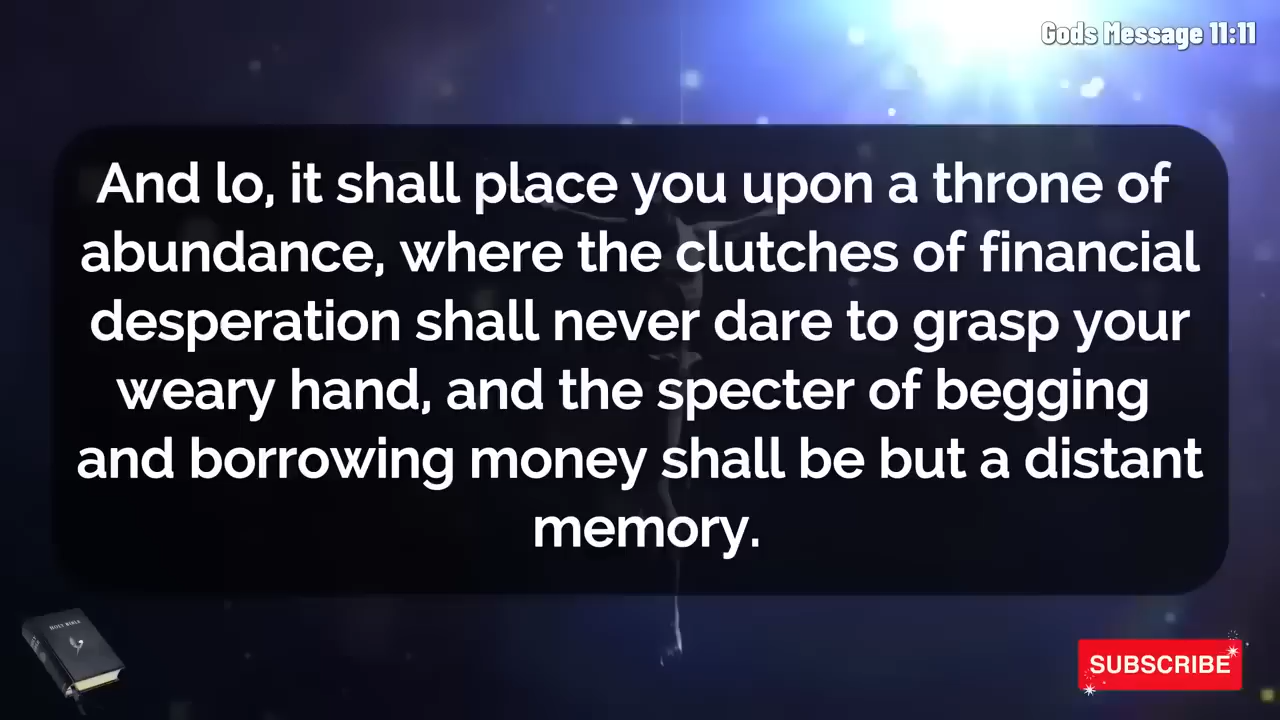 Gods Message 11:11
And lo, it shall place you upon a throne of
abundance, where the clutches of financial
desperation shall never dare to grasp your
weary hand, and the specter of begging
and borrowing money shall be but a distant
memory.
HOLY BIBLE
SUBSCRIBE